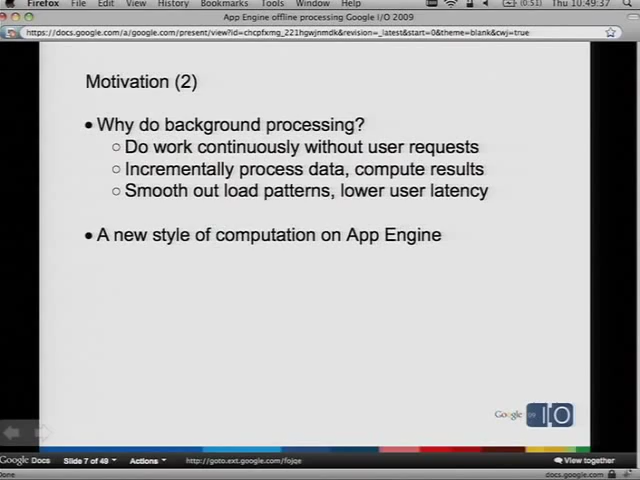 Firefox File Edit View History Bookmarks Tools Window Help (0:51) Thu 10:49:37
App Engine offline processing Google I/O 2009
https://docs.google.com/a/google.com/present/view?id=chcpfxmg_221hgwjnmdk&revision=_latest&start=0&theme=blank&cwj=true
Motivation (2)
• Why do background processing?
○ Do work continuously without user requests
○ Incrementally process data, compute results
○ Smooth out load patterns, lower user latency
• A new style of computation on App Engine
Google 09 I/O
Google Docs Slide 7 of 49 Actions http://goto.ext.google.com/fojqe View together
Done docs.google.com